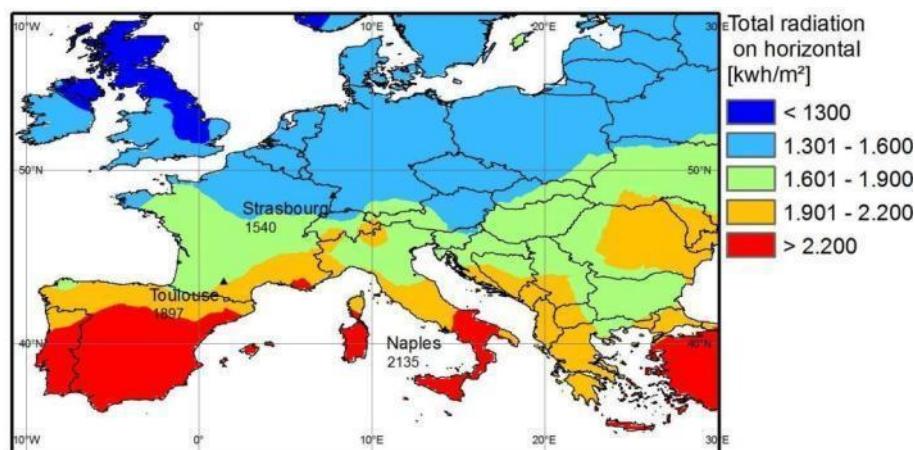 10°W
0°
10°E
20°E
30°E
50°N
50°N
40°N
40°N
Strasbourg
1540
Toulouse
1897
Naples
2135
10°W
0°
10°E
20°E
30°E
Total radiation
on horizontal
[kwh/m²]
< 1300
1.301 - 1.600
1.601 - 1.900
1.901 - 2.200
> 2.200